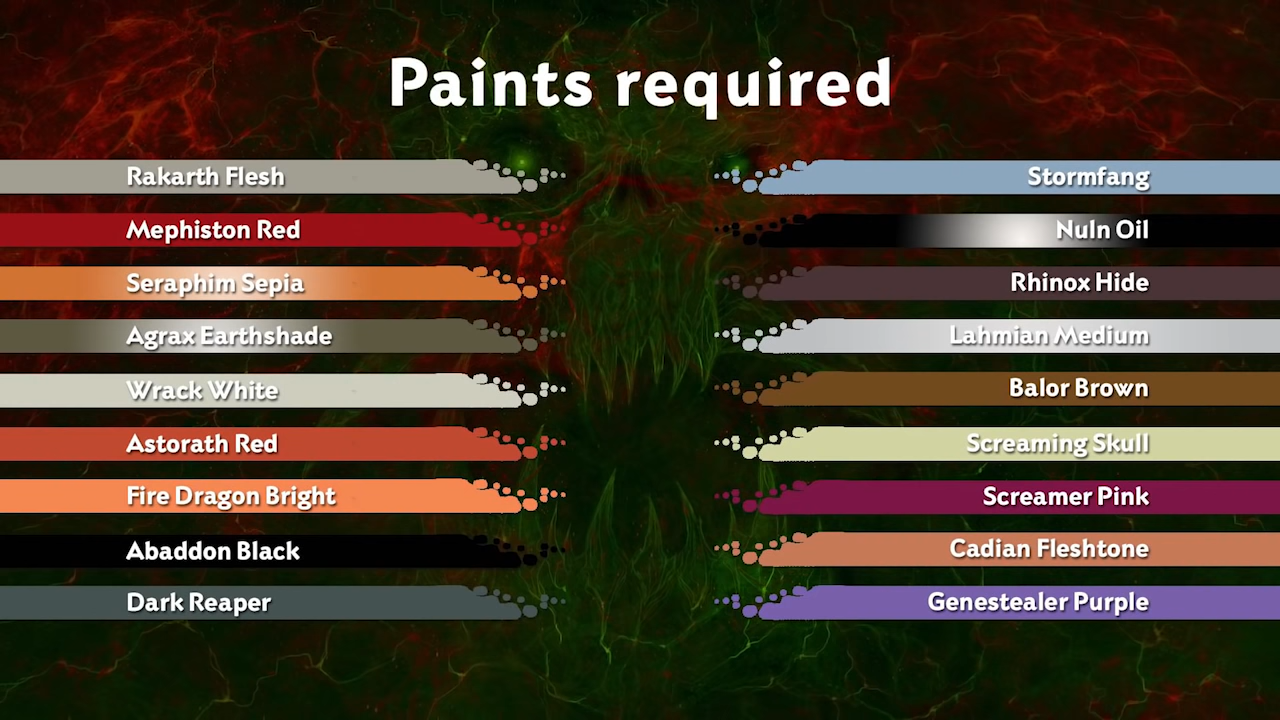 Paints required
Rakarth Flesh
Mephiston Red
Seraphim Sepia
Agrax Earthshade
Wrack White
Astorath Red
Fire Dragon Bright
Abaddon Black
Dark Reaper
Stormfang
Nuln Oil
Rhinox Hide
Lahmian Medium
Balor Brown
Screaming Skull
Screamer Pink
Cadian Fleshtone
Genestealer Purple